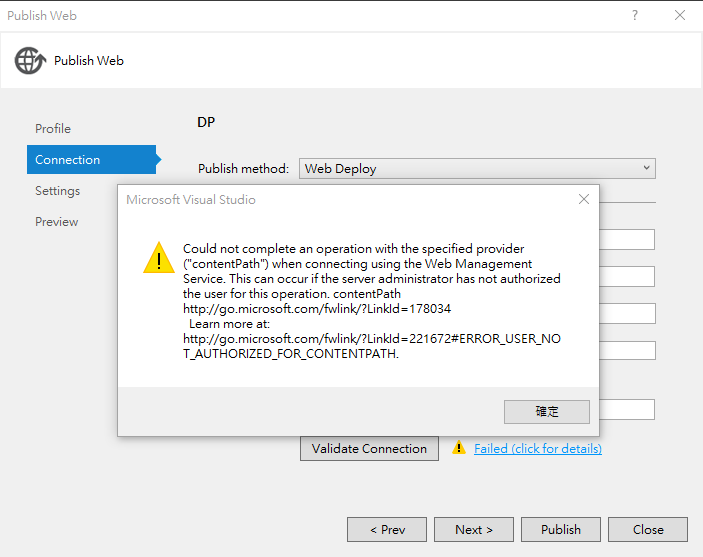 Publish Web
?
Publish Web
Profile
Connection
Settings
Preview
DP
Publish method:
Web Deploy
Microsoft Visual Studio
Could not complete an operation with the specified provider
("contentPath") when connecting using the Web Management
Service. This can occur if the server administrator has not authorized
the user for this operation. contentPath
http://go.microsoft.com/fwlink/?LinkId=178034
Learn more at:
http://go.microsoft.com/fwlink/?LinkId=221672#ERROR_USER_NO
T_AUTHORIZED_FOR_CONTENTPATH.
確定
Validate Connection
Failed (click for details)
< Prev
Next >
Publish
Close